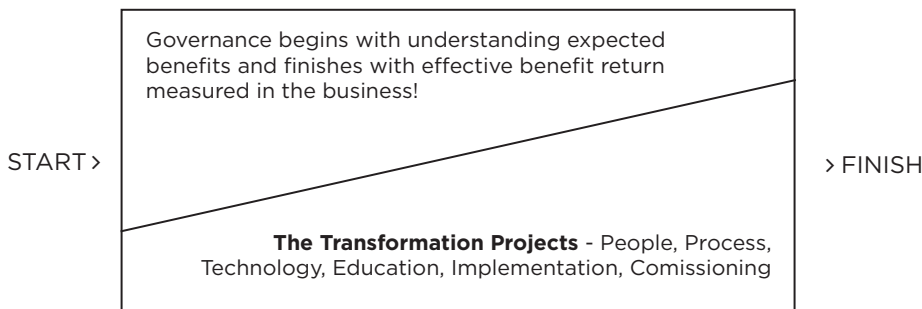 Governance begins with understanding expected
benefits and finishes with effective benefit return
measured in the business!
START >
> FINISH
The Transformation Projects - People, Process,
Technology, Education, Implementation, Comissioning